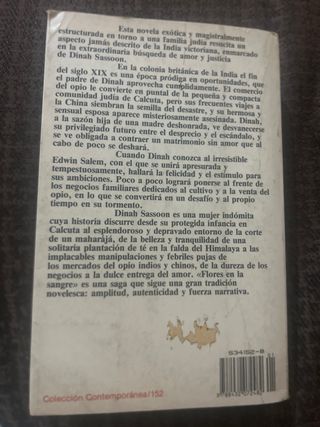 Esta novela exótica y magistralmente
estructurada en torno a una familia judía resucita un
aspecto jamás descrito de la India victoriana, enmarcado
en la extraordinaria búsqueda de amor y justicia
de Dinah Sassoon.
En la colonia británica de la India el fin
del siglo XIX es una época pródiga en oportunidades, que
el padre de Dinah aprovecha cumplidamente. El comercio
del opio le convierte en puntal de la pequeña y compacta
comunidad judía de Calcuta, pero sus frecuentes viajes a
la China siembran la semilla del desastre, y su hermosa y
sensual esposa aparece misteriosamente asesinada. Dinah,
a la sazón hija de una madre deshonrada, ve desvanecerse
su privilegiado futuro entre el desprecio y el escándalo, y
se ve obligada a contraer un matrimonio sin amor que al
cabo de poco se deshará.
Cuando Dinah conozca al irresistible
Edwin Salem, con el que se unirá apresurada y
tempestuosamente, hallará la felicidad y el estímulo para
sus ambiciones. Poco a poco logrará ponerse al frente de
los negocios familiares dedicados al cultivo y a la venta del
opio, en lo que se convertirá en un desafío y al propio
tiempo en su tormento.
Dinah Sassoon es una mujer indómita
cuya historia discurre desde su protegida infancia en
Calcuta al esplendoroso y depravado entorno de la corte
de un maharajá, de la belleza y tranquilidad de una
solitaria plantación de té en la falda del Himalaya a las
implacables manipulaciones y febriles pujas de
los mercados del opio indios y chinos, de la dureza de los
negocios a la dulce entrega del amor. «Flores en la
sangre» es una saga que sigue una gran tradición
novelesca: amplitud, autenticidad y fuerza narrativa.
Colección Contemporánea/152